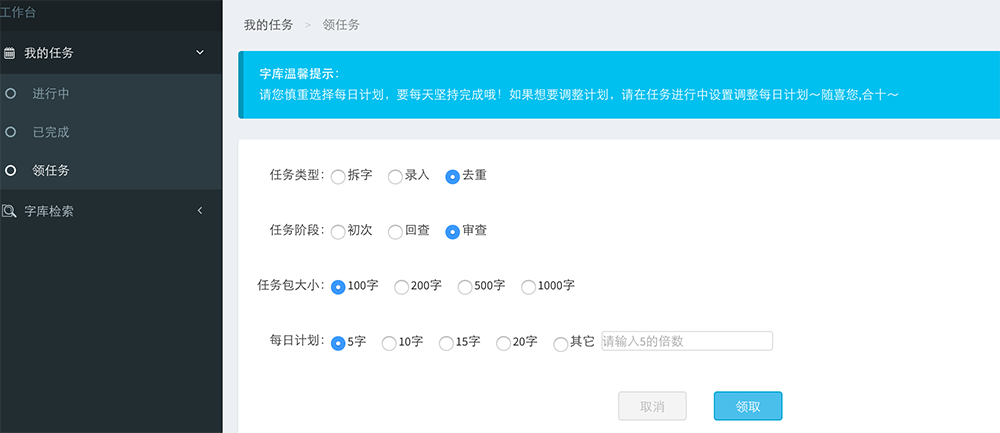 工作台
我的任务
进行中
已完成
领任务
字库检索
我的任务 > 领任务
字库温馨提示：
请您慎重选择每日计划，要每天坚持完成哦！如果想要调整计划，请在任务进行中设置调整每日计划～随喜您,合十～
任务类型： 拆字 录入 去重
任务阶段： 初次 回查 审查
任务包大小： 100字 200字 500字 1000字
每日计划： 5字 10字 15字 20字 其它 请输入5的倍数
取消 领取